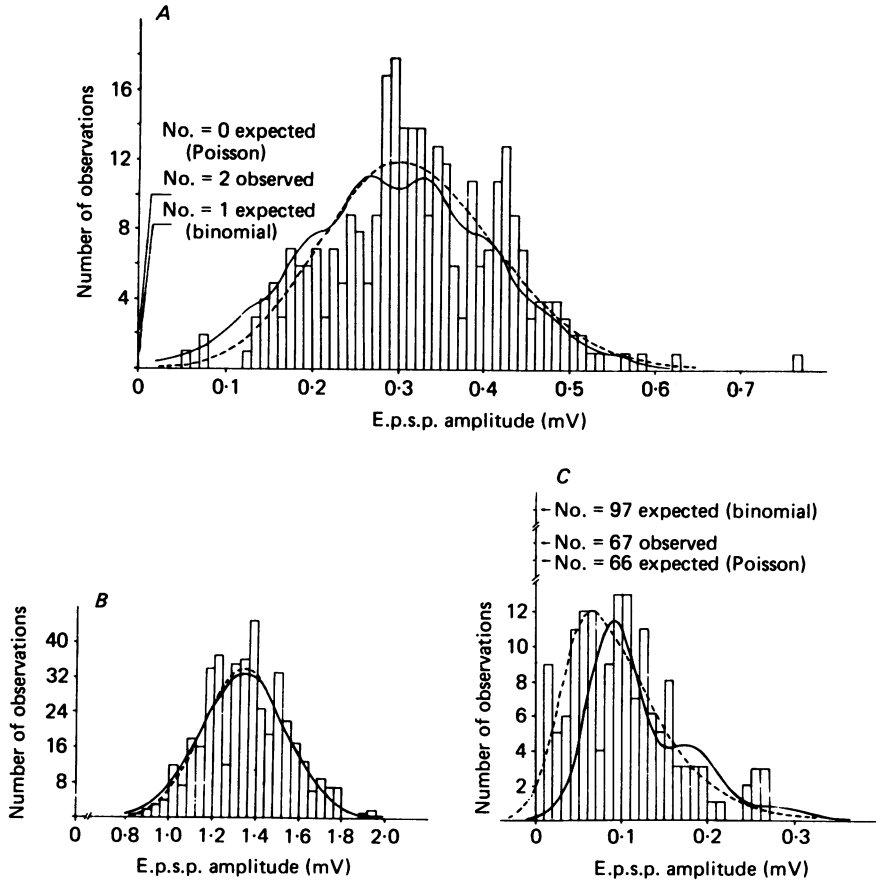 A
Number of observations
16
12
8
4
No. = 0 expected
(Poisson)
No. = 2 observed
No. = 1 expected
(binomial)
0 0·1 0·2 0·3 0·4 0·5 0·6 0·7
E.p.s.p. amplitude (mV)
B
Number of observations
40
32
24
16
8
0 0·8 1·0 1·2 1·4 1·6 1·8 2·0
E.p.s.p. amplitude (mV)
C
No. = 97 expected (binomial)
No. = 67 observed
No. = 66 expected (Poisson)
Number of observations
12
10
8
6
4
2
0 0·1 0·2 0·3
E.p.s.p. amplitude (mV)